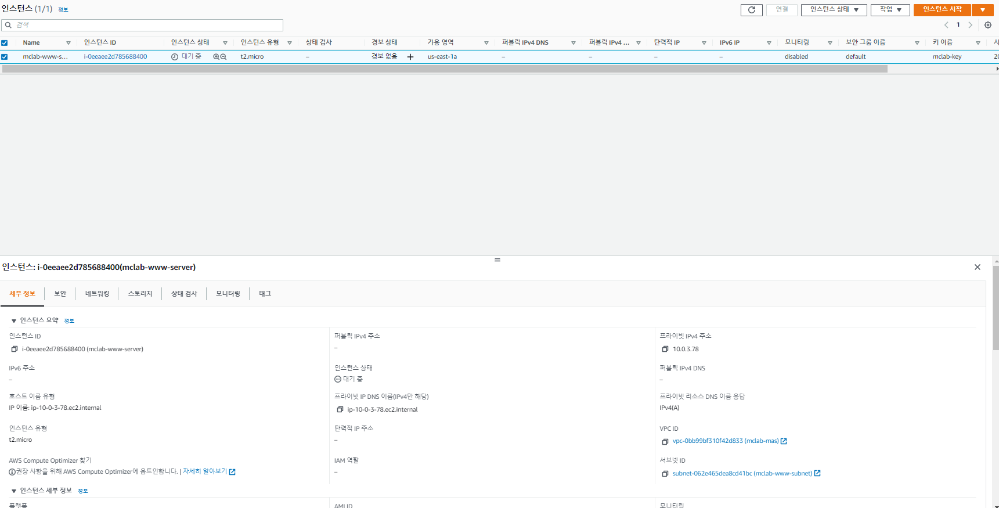 인스턴스 (1/1) 정보
연결 인스턴스 상태 작업 인스턴스 시작
검색
1
Name 인스턴스 ID 인스턴스 상태 인스턴스 유형 상태 검사 경보 상태 가용 영역 퍼블릭 IPv4 DNS 퍼블릭 IPv4 ... 탄력적 IP IPv6 IP 모니터링 보안 그룹 이름 키 이름
mclab-www-s... i-0eeaee2d785688400 대기 중 t2.micro – 경보 없음 + us-east-1a – – – – disabled default mclab-key 20
인스턴스: i-0eeaee2d785688400(mclab-www-server)
세부 정보 보안 네트워킹 스토리지 상태 검사 모니터링 태그
인스턴스 요약 정보
인스턴스 ID 퍼블릭 IPv4 주소 프라이빗 IPv4 주소
i-0eeaee2d785688400 (mclab-www-server) – 10.0.3.78
IPv6 주소 인스턴스 상태 퍼블릭 IPv4 DNS
– 대기 중 –
호스트 이름 유형 프라이빗 IP DNS 이름(IPv4만 해당) 프라이빗 리소스 DNS 이름 응답
IP 이름: ip-10-0-3-78.ec2.internal ip-10-0-3-78.ec2.internal IPv4(A)
인스턴스 유형 탄력적 IP 주소 VPC ID
t2.micro – vpc-0bb99bf310f42d833 (mclab-mas)
AWS Compute Optimizer 찾기 IAM 역할 서브넷 ID
권장 사항을 위해 AWS Compute Optimizer에 옵트인합니다. | 자세히 알아보기 – subnet-062e465dea8cd41bc (mclab-www-subnet)
인스턴스 세부 정보 정보
플랫폼 AMI ID 모니터링